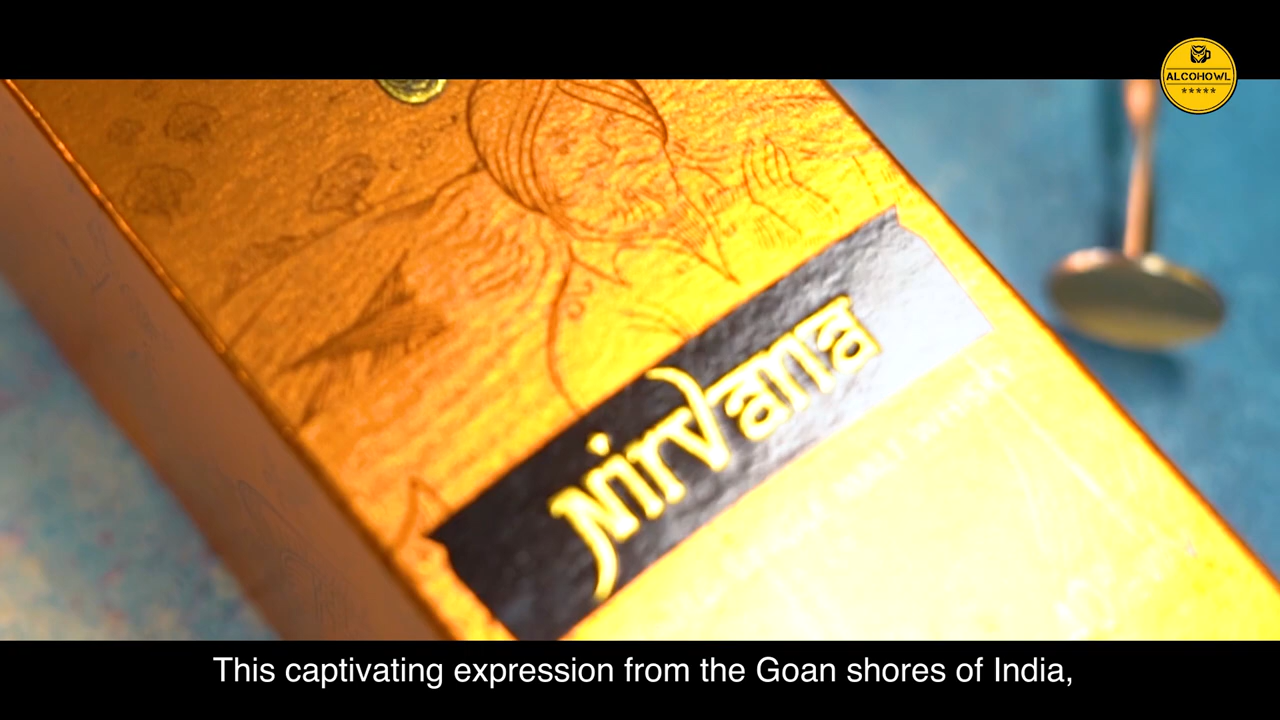 ALCOHOWL
★★★★★
Nirvana
This captivating expression from the Goan shores of India,